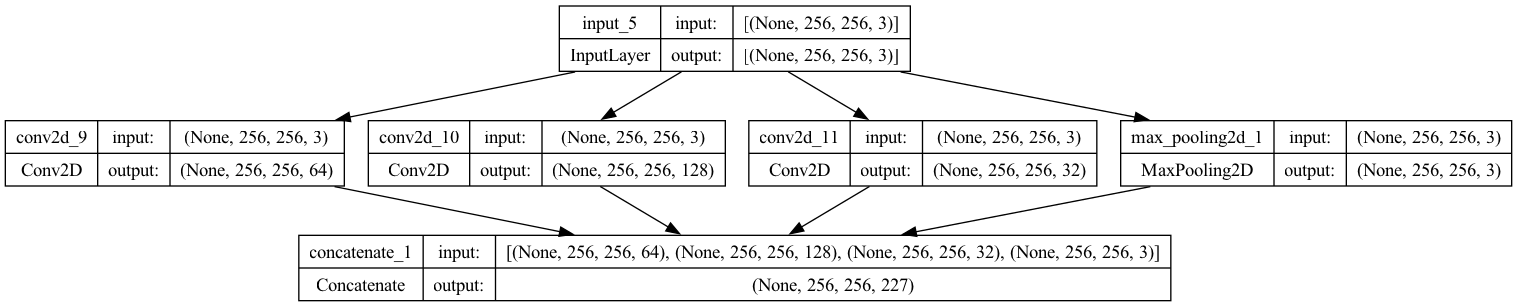 input_5 input: [(None, 256, 256, 3)]
InputLayer output: [(None, 256, 256, 3)]
conv2d_9 input: (None, 256, 256, 3)
Conv2D output: (None, 256, 256, 64)
conv2d_10 input: (None, 256, 256, 3)
Conv2D output: (None, 256, 256, 128)
conv2d_11 input: (None, 256, 256, 3)
Conv2D output: (None, 256, 256, 32)
max_pooling2d_1 input: (None, 256, 256, 3)
MaxPooling2D output: (None, 256, 256, 3)
concatenate_1 input: [(None, 256, 256, 64), (None, 256, 256, 128), (None, 256, 256, 32), (None, 256, 256, 3)]
Concatenate output: (None, 256, 256, 227)